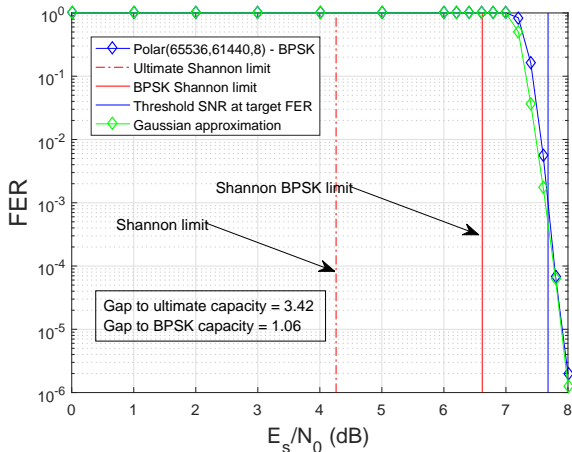 10^0
10^-1
10^-2
10^-3
10^-4
10^-5
10^-6
FER
Polar(65536,61440,8) - BPSK
Ultimate Shannon limit
BPSK Shannon limit
Threshold SNR at target FER
Gaussian approximation
Shannon BPSK limit
Shannon limit
Gap to ultimate capacity = 3.42
Gap to BPSK capacity = 1.06
0 1 2 3 4 5 6 7 8
E_s/N_0 (dB)